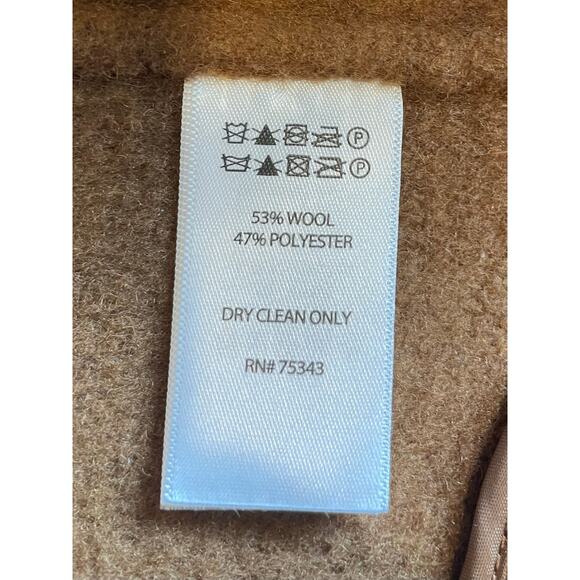 P
P
53% WOOL
47% POLYESTER
DRY CLEAN ONLY
RN# 75343